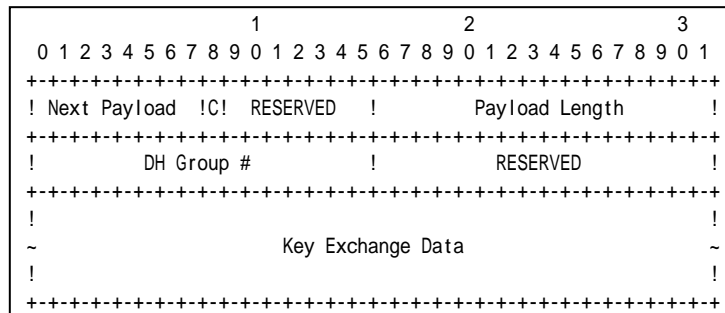 1                   2                   3
 0 1 2 3 4 5 6 7 8 9 0 1 2 3 4 5 6 7 8 9 0 1 2 3 4 5 6 7 8 9 0 1
+-+-+-+-+-+-+-+-+-+-+-+-+-+-+-+-+-+-+-+-+-+-+-+-+-+-+-+-+-+-+-+-+
! Next Payload  !C!  RESERVED   !         Payload Length        !
+-+-+-+-+-+-+-+-+-+-+-+-+-+-+-+-+-+-+-+-+-+-+-+-+-+-+-+-+-+-+-+-+
!          DH Group #           !           RESERVED            !
+-+-+-+-+-+-+-+-+-+-+-+-+-+-+-+-+-+-+-+-+-+-+-+-+-+-+-+-+-+-+-+-+
!                                                               !
~                       Key Exchange Data                       ~
!                                                               !
+-+-+-+-+-+-+-+-+-+-+-+-+-+-+-+-+-+-+-+-+-+-+-+-+-+-+-+-+-+-+-+-+